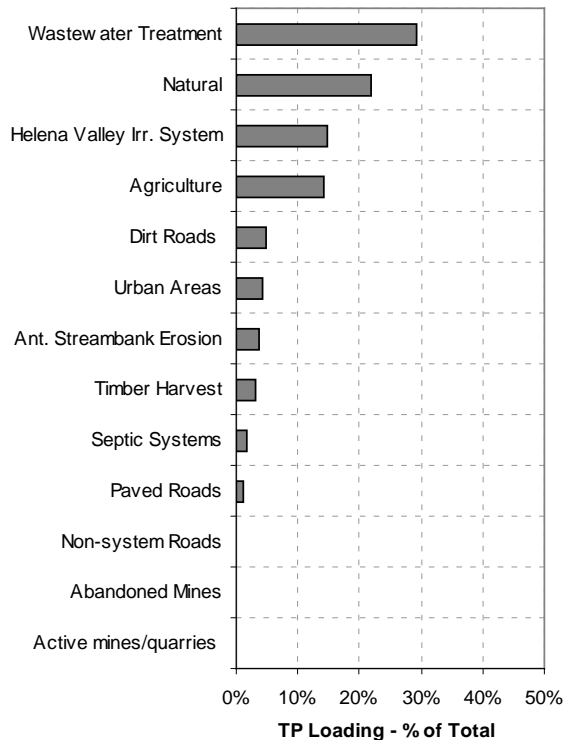 Wastewater Treatment
Natural
Helena Valley Irr. System
Agriculture
Dirt Roads
Urban Areas
Ant. Streambank Erosion
Timber Harvest
Septic Systems
Paved Roads
Non-system Roads
Abandoned Mines
Active mines/quarries
0% 10% 20% 30% 40% 50%
TP Loading - % of Total